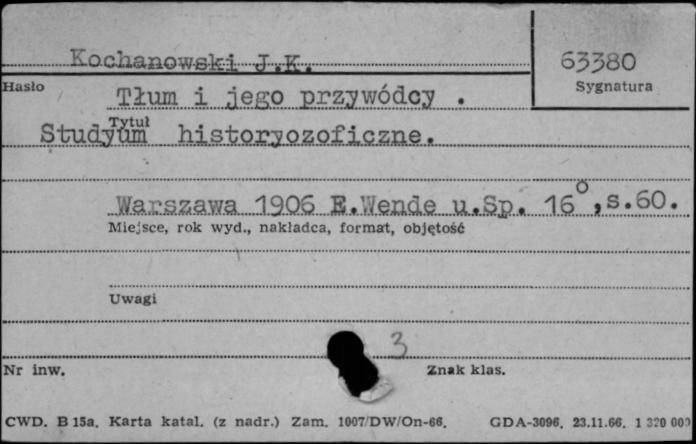 Kochanowski J.K.
63380
Hasło
Sygnatura
Tłum i jego przywódcy .
Tytuł
Studyum historyozoficzne.
Warszawa 1906 E.Wende u.Sp. 16°,s.60.
Miejsce, rok wyd., nakładca, format, objętość
Uwagi
3
Nr inw.
Znak klas.
CWD. B 15a. Karta katal. (z nadr.) Zam. 1007/DW/On-66. GDA-3096. 23.11.66. 1 320 000